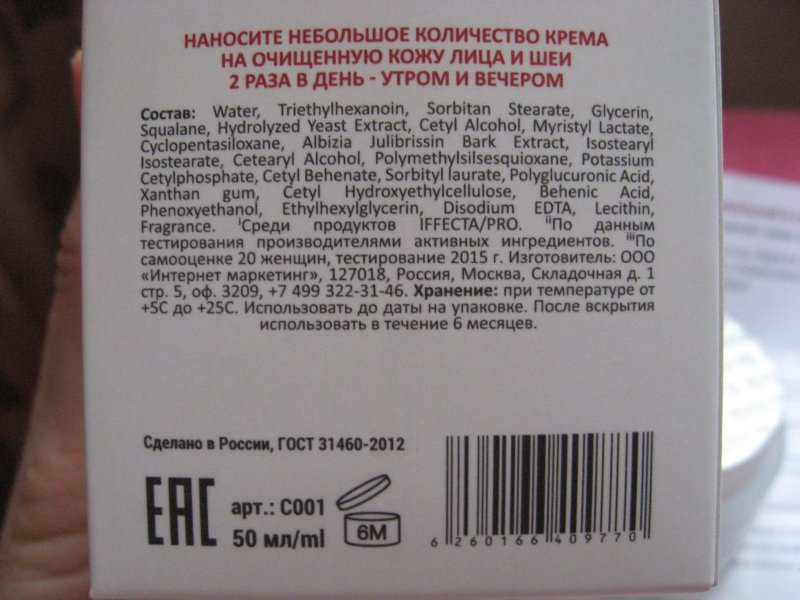 НАНОСИТЕ НЕБОЛЬШОЕ КОЛИЧЕСТВО КРЕМА
НА ОЧИЩЕННУЮ КОЖУ ЛИЦА И ШЕИ
2 РАЗА В ДЕНЬ - УТРОМ И ВЕЧЕРОМ
Состав: Water, Triethylhexanoin, Sorbitan Stearate, Glycerin,
Squalane, Hydrolyzed Yeast Extract, Cetyl Alcohol, Myristyl Lactate,
Cyclopentasiloxane, Albizia Julibrissin Bark Extract, Isostearyl
Isostearate, Cetearyl Alcohol, Polymethylsilsesquioxane, Potassium
Cetylphosphate, Cetyl Behenate, Sorbityl laurate, Polyglucuronic Acid,
Xanthan gum, Cetyl Hydroxyethylcellulose, Behenic Acid,
Phenoxyethanol, Ethylhexylglycerin, Disodium EDTA, Lecithin,
Fragrance. ⁱСреди продуктов IFFECTA/PRO. ⁱⁱПо данным
тестирования производителями активных ингредиентов. ⁱⁱⁱПо
самооценке 20 женщин, тестирование 2015 г. Изготовитель: ООО
«Интернет маркетинг», 127018, Россия, Москва, Складочная д. 1
стр. 5, оф. 3209, +7 499 322-31-46. Хранение: при температуре от
+5С до +25С. Использовать до даты на упаковке. После вскрытия
использовать в течение 6 месяцев.
Сделано в России, ГОСТ 31460-2012
EAC
арт.: С001
50 мл/ml
6M
6 260166 409770